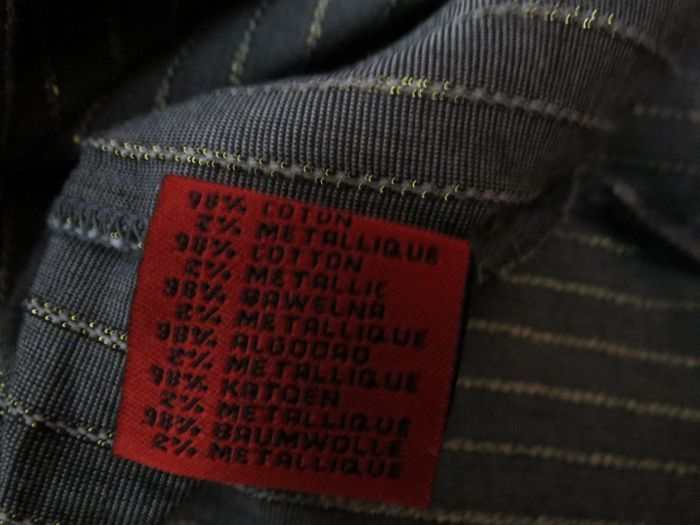 98% COTON
2% METALLIQUE
98% COTTON
2% METALLIC
98% BAWELNA
2% METALLIQUE
98% ALGODAO
2% METALLIQUE
98% KATOEN
2% METALLIQUE
98% BAUMWOLLE
2% METALLIQUE